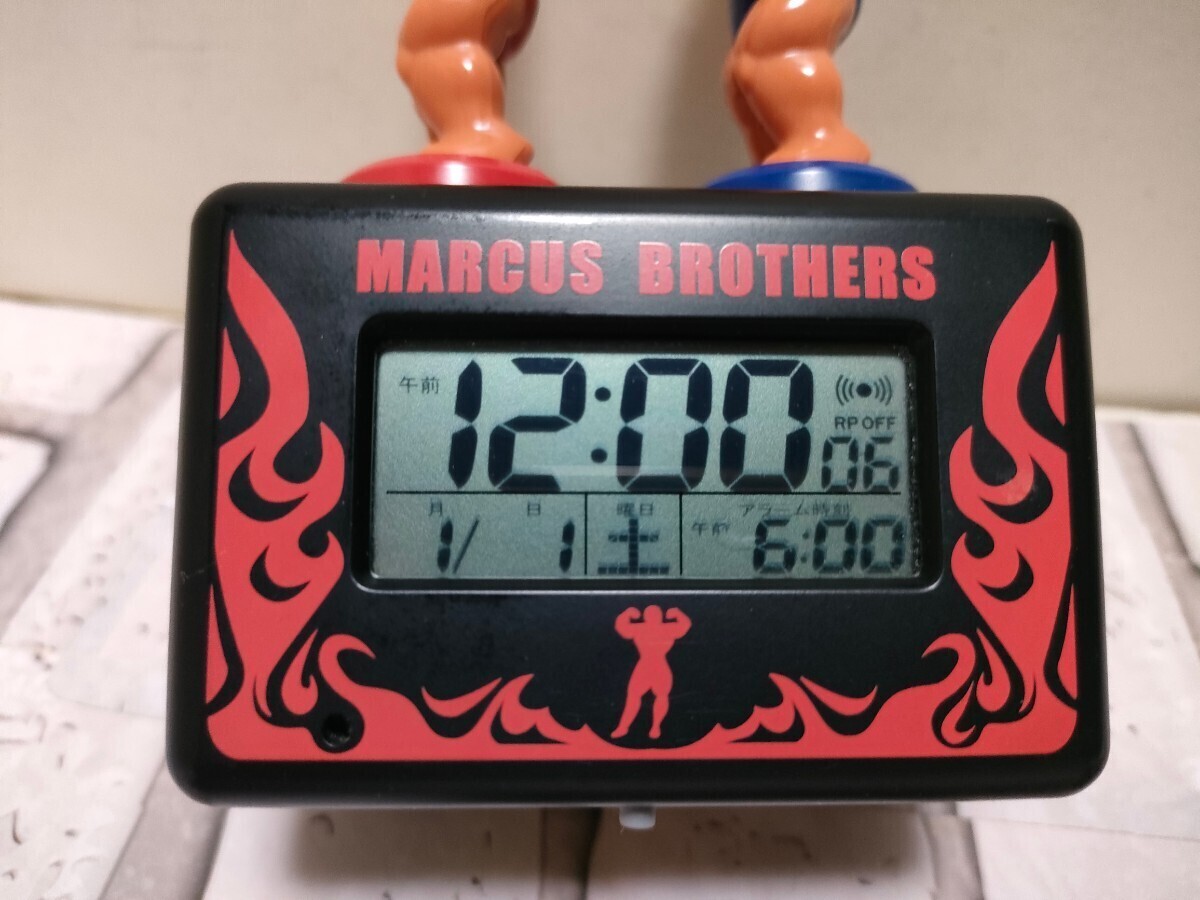 MARCUS BROTHERS
午前 12:00 06
RP OFF
月 日 曜日 アラーム時刻
1/ 1 土 午前 6:00